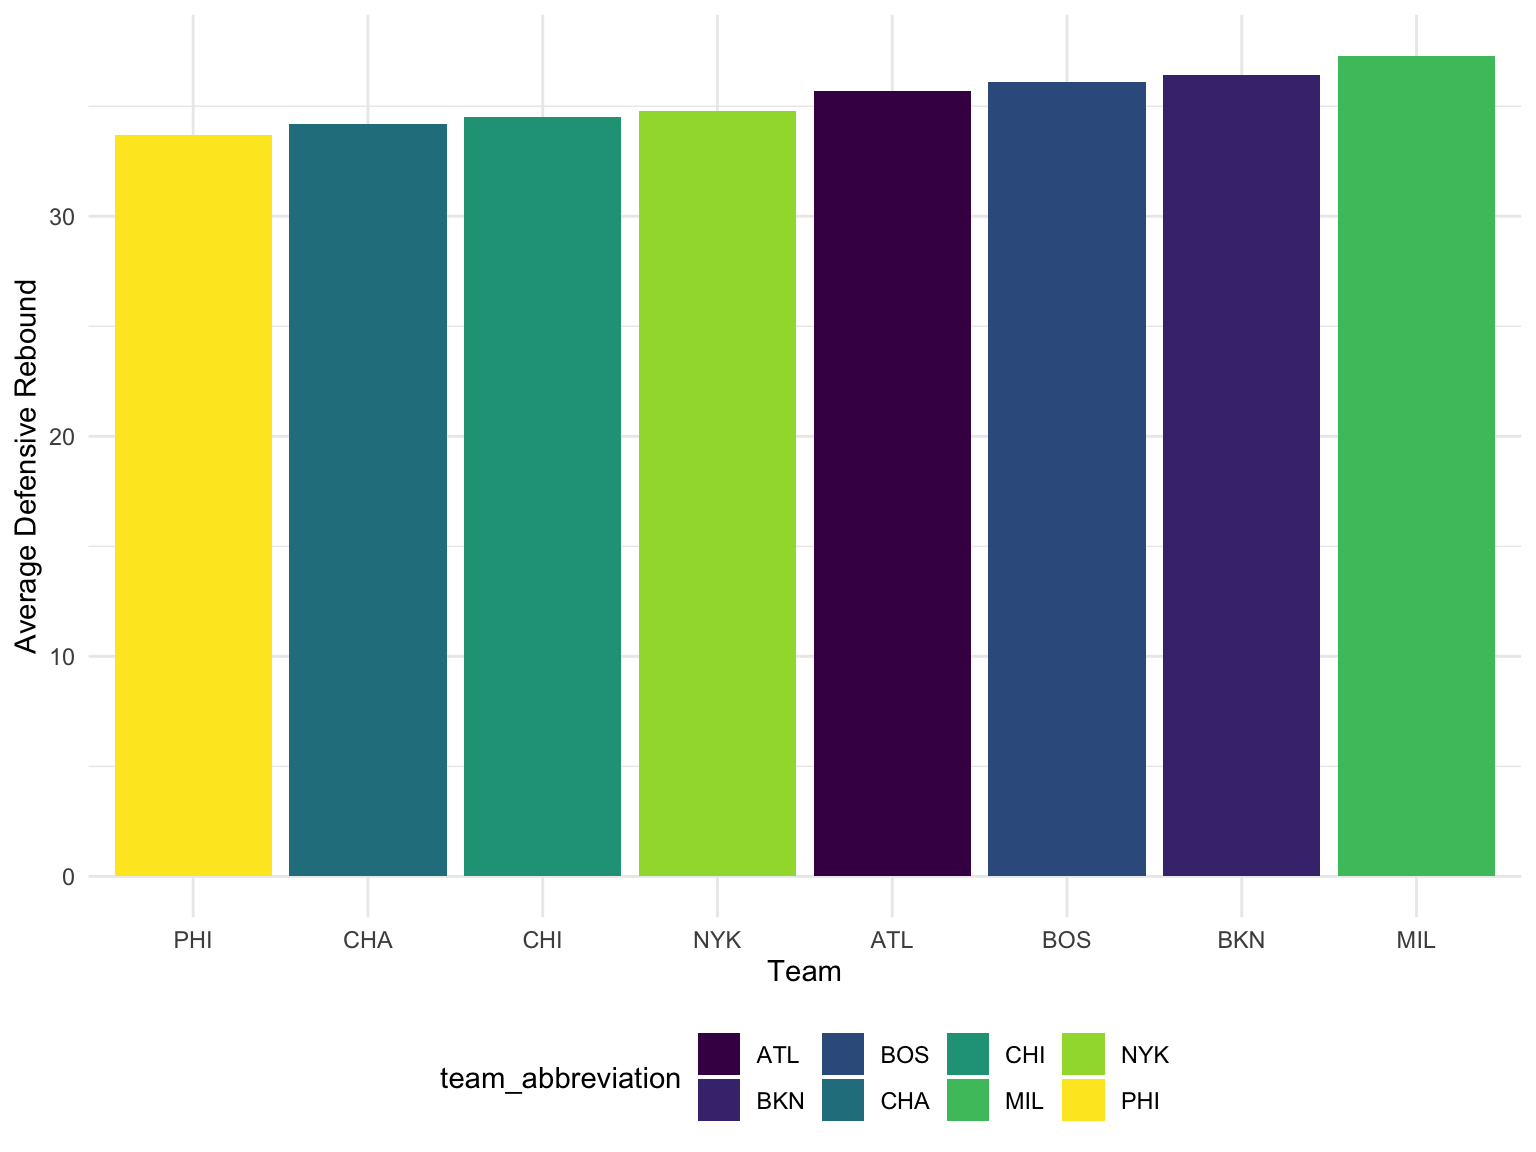 Average Defensive Rebound
30
20
10
0
PHI CHA CHI NYK ATL BOS BKN MIL
Team
team_abbreviation
ATL BOS CHI NYK
BKN CHA MIL PHI